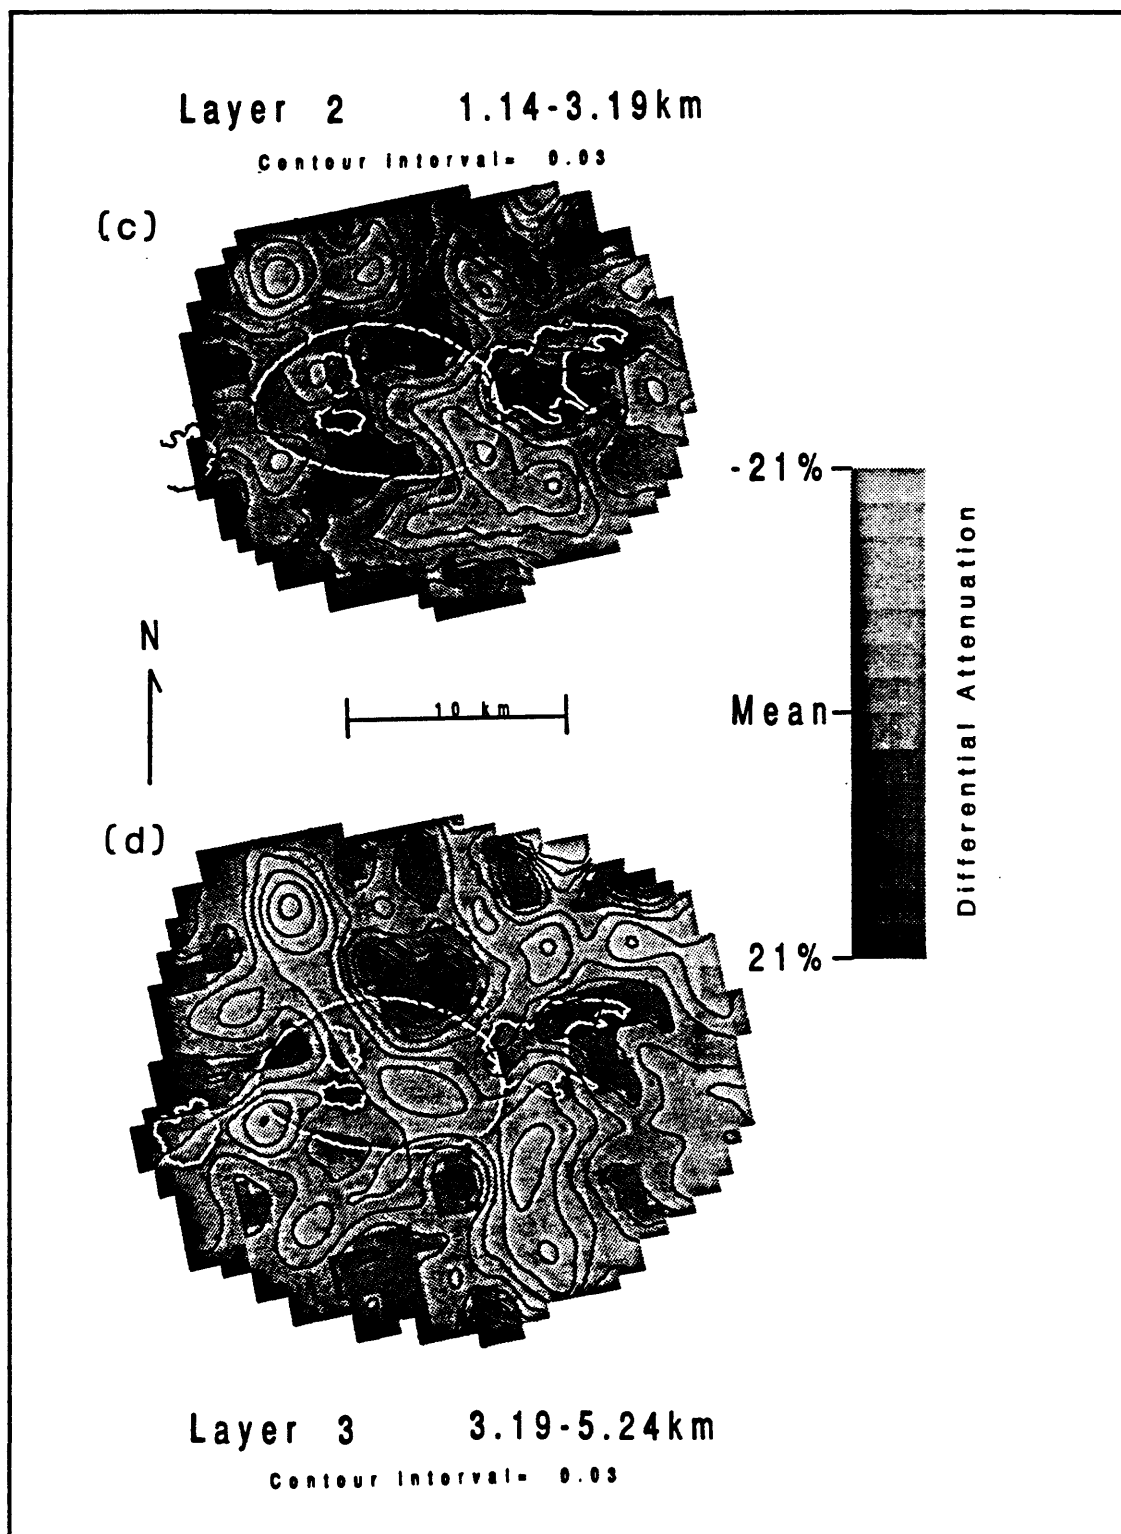 Layer 2 1.14-3.19km
Contour interval= 0.03
(c)
-21%
N
10 km
Mean
Differential Attenuation
(d)
21%
Layer 3 3.19-5.24km
Contour interval= 0.03